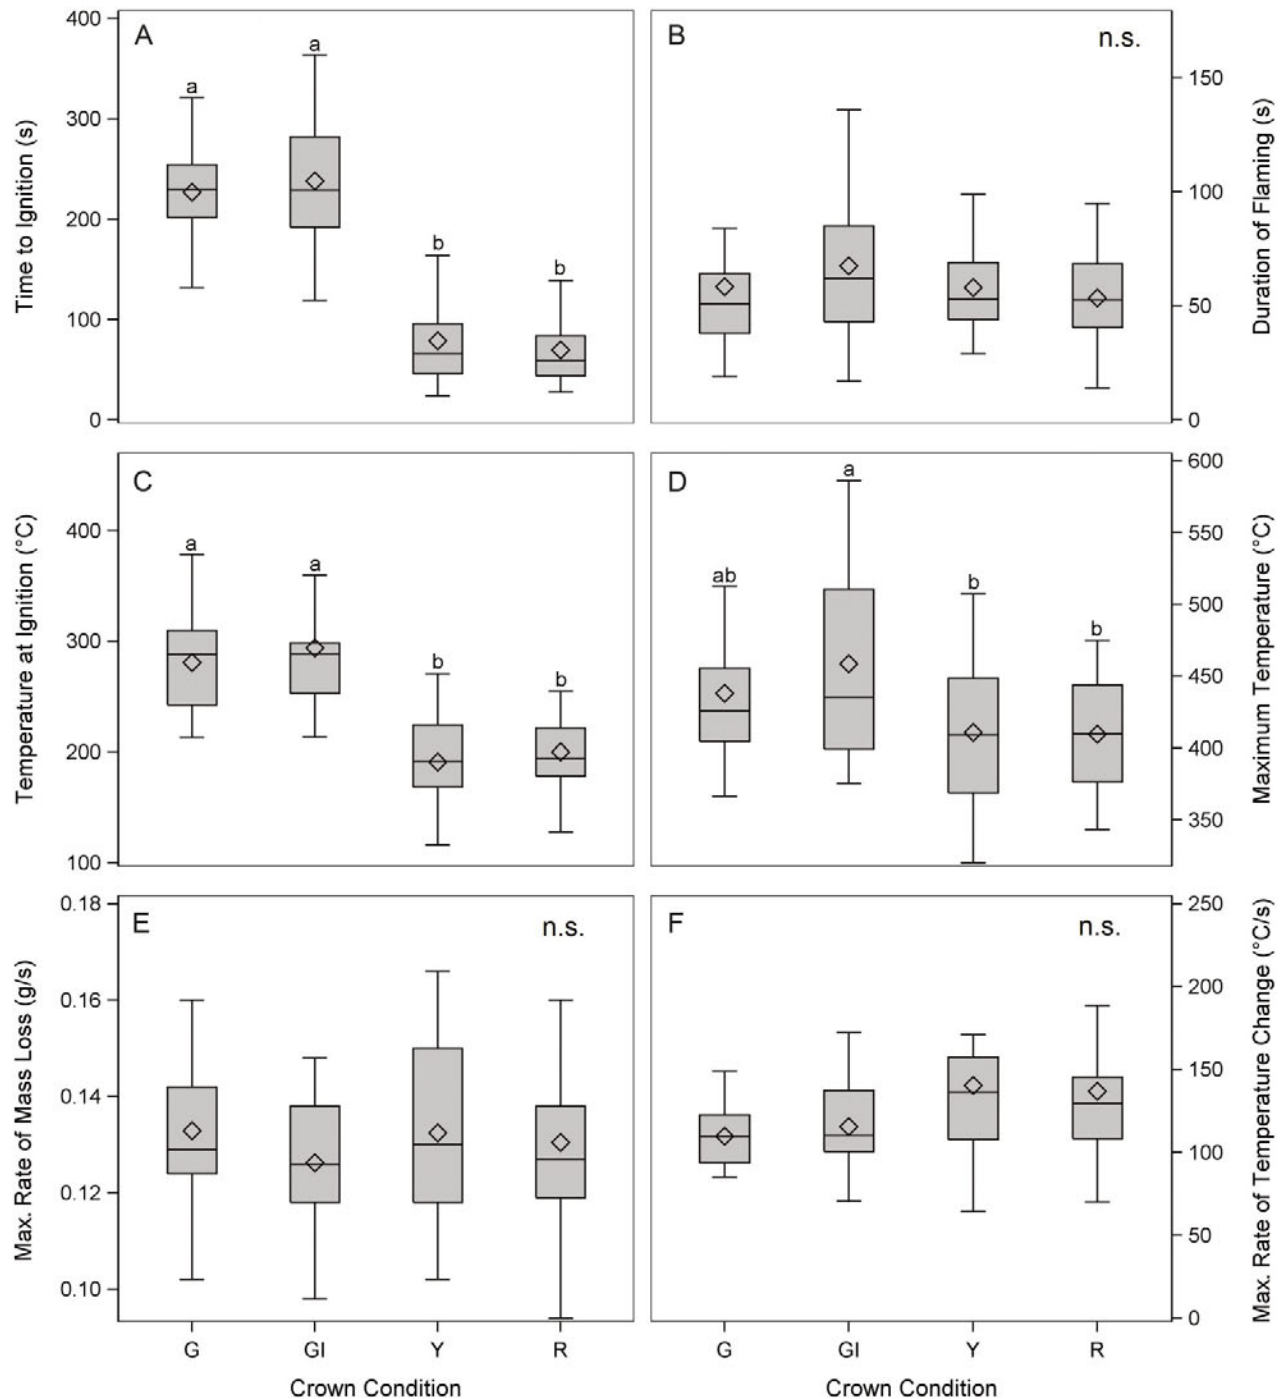 A
a
a
b
b
400
300
200
100
0
Time to Ignition (s)
B
n.s.
150
100
50
0
Duration of Flaming (s)
C
a
a
b
b
400
300
200
100
Temperature at Ignition (°C)
D
ab
a
b
b
600
550
500
450
400
350
Maximum Temperature (°C)
E
n.s.
0.18
0.16
0.14
0.12
0.10
Max. Rate of Mass Loss (g/s)
F
n.s.
250
200
150
100
50
0
Max. Rate of Temperature Change (°C/s)
G GI Y R
Crown Condition
G GI Y R
Crown Condition